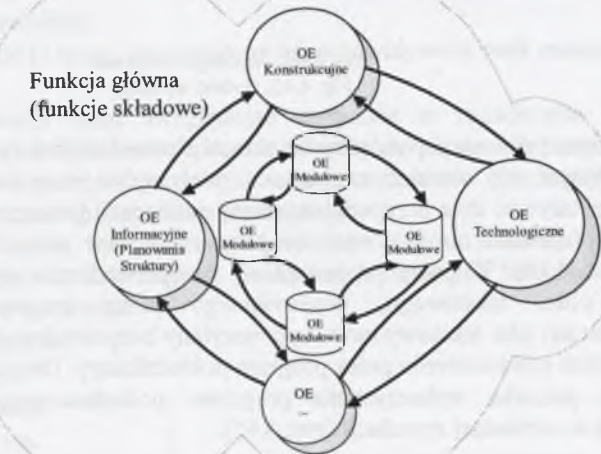 OE
Konstrukcyjne
Funkcja główna
(funkcje składowe)
OE
Modułowe
OE
Informacyjne
(Planowania
Struktury)
OE
Modułowe
OE
Modułowe
OE
Technologiczne
OE
Modułowe
OE
...